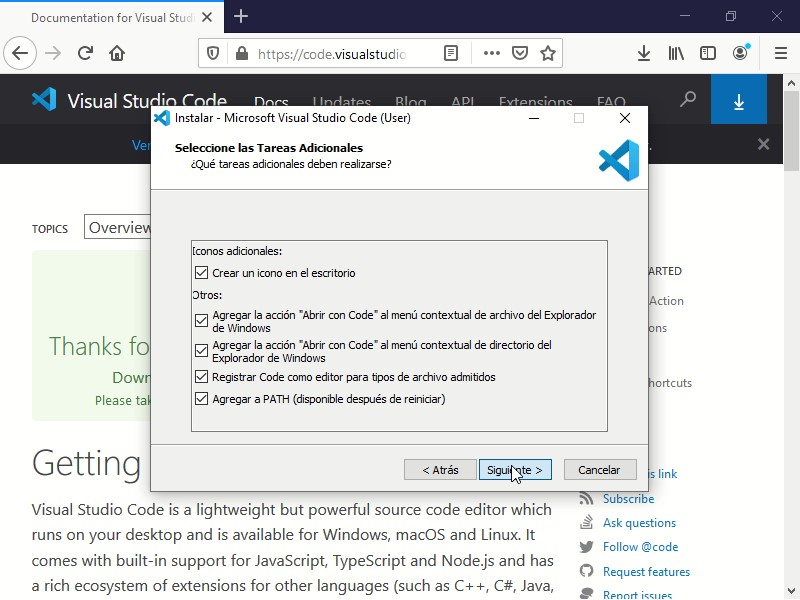 Documentation for Visual Stud
https://code.visualstudio
Visual Studio Code
Docs
Updates
Blog
API
Extensions
FAQ
Instalar - Microsoft Visual Studio Code (User)
Seleccione las Tareas Adicionales
¿Qué tareas adicionales deben realizarse?
Ver
TOPICS
Overview
Iconos adicionales:
Crear un icono en el escritorio
Otros:
Agregar la acción "Abrir con Code" al menú contextual de archivo del Explorador
de Windows
Agregar la acción "Abrir con Code" al menú contextual de directorio del
Explorador de Windows
Registrar Code como editor para tipos de archivo admitidos
Agregar a PATH (disponible después de reiniciar)
< Atrás
Siguiente >
Cancelar
Thanks fo
Down
Please tak
ARTED
Action
ons
hortcuts
is link
Subscribe
Ask questions
Follow @code
Request features
Report issues
Getting
Visual Studio Code is a lightweight but powerful source code editor which
runs on your desktop and is available for Windows, macOS and Linux. It
comes with built-in support for JavaScript, TypeScript and Node.js and has
a rich ecosystem of extensions for other languages (such as C++, C#, Java,